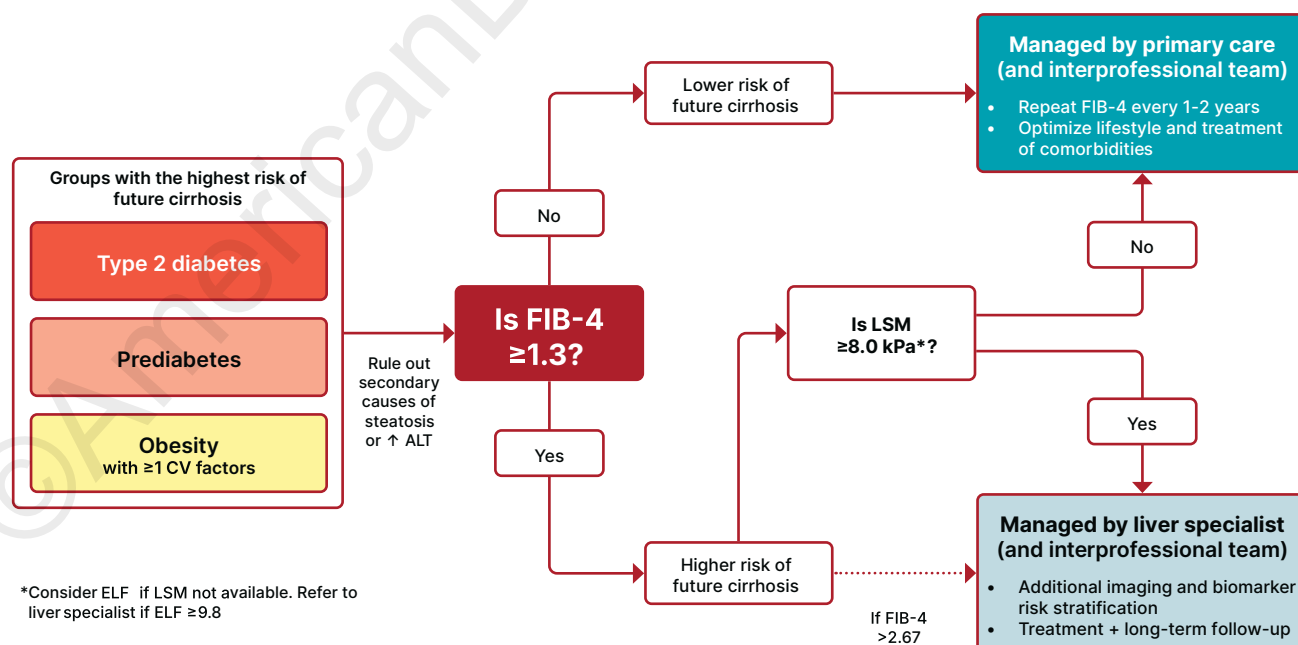 Groups with the highest risk of
future cirrhosis
Type 2 diabetes
Prediabetes
Obesity
with ≥1 CV factors
*Consider ELF if LSM not available. Refer to
liver specialist if ELF ≥9.8
Rule out
secondary
causes of
steatosis
or ↑ ALT
Is FIB-4
≥1.3?
No
Lower risk of
future cirrhosis
Yes
Higher risk of
future cirrhosis
If FIB-4
>2.67
Is LSM
≥8.0 kPa*?
No
Yes
Managed by primary care
(and interprofessional team)
• Repeat FIB-4 every 1-2 years
• Optimize lifestyle and treatment
of comorbidities
Managed by liver specialist
(and interprofessional team)
• Additional imaging and biomarker
risk stratification
• Treatment + long-term follow-up
©American